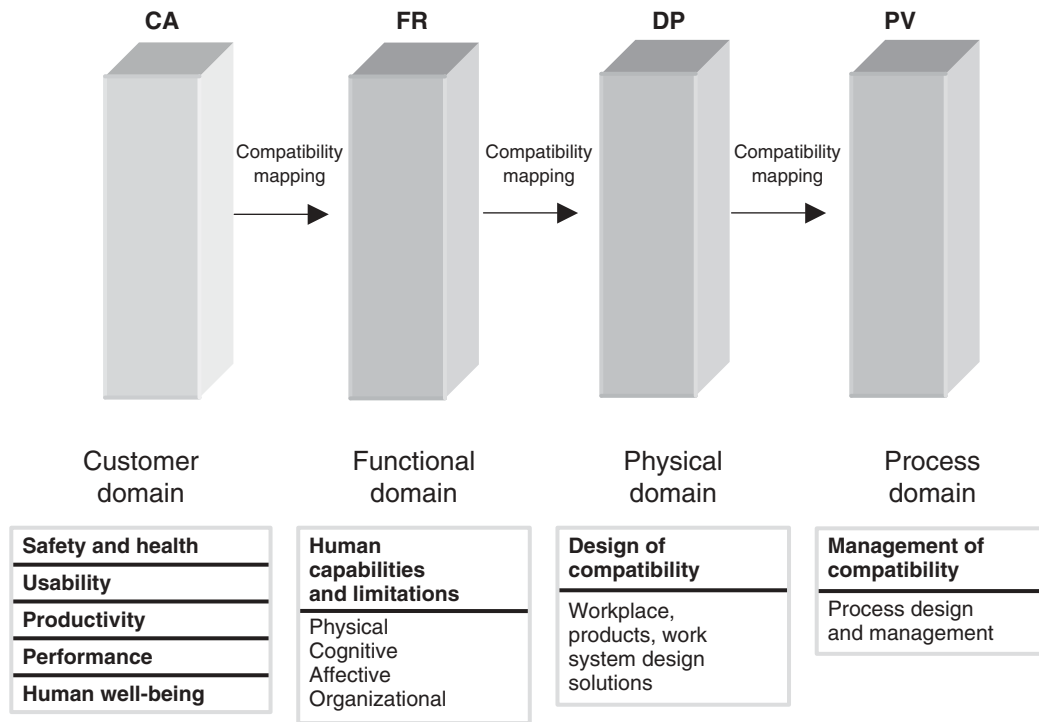 CA
FR
DP
PV
Compatibility
mapping
Compatibility
mapping
Compatibility
mapping
Customer
domain
Functional
domain
Physical
domain
Process
domain
Safety and health
Usability
Productivity
Performance
Human well-being
Human
capabilities
and limitations
Physical
Cognitive
Affective
Organizational
Design of
compatibility
Workplace,
products, work
system design
solutions
Management of
compatibility
Process design
and management